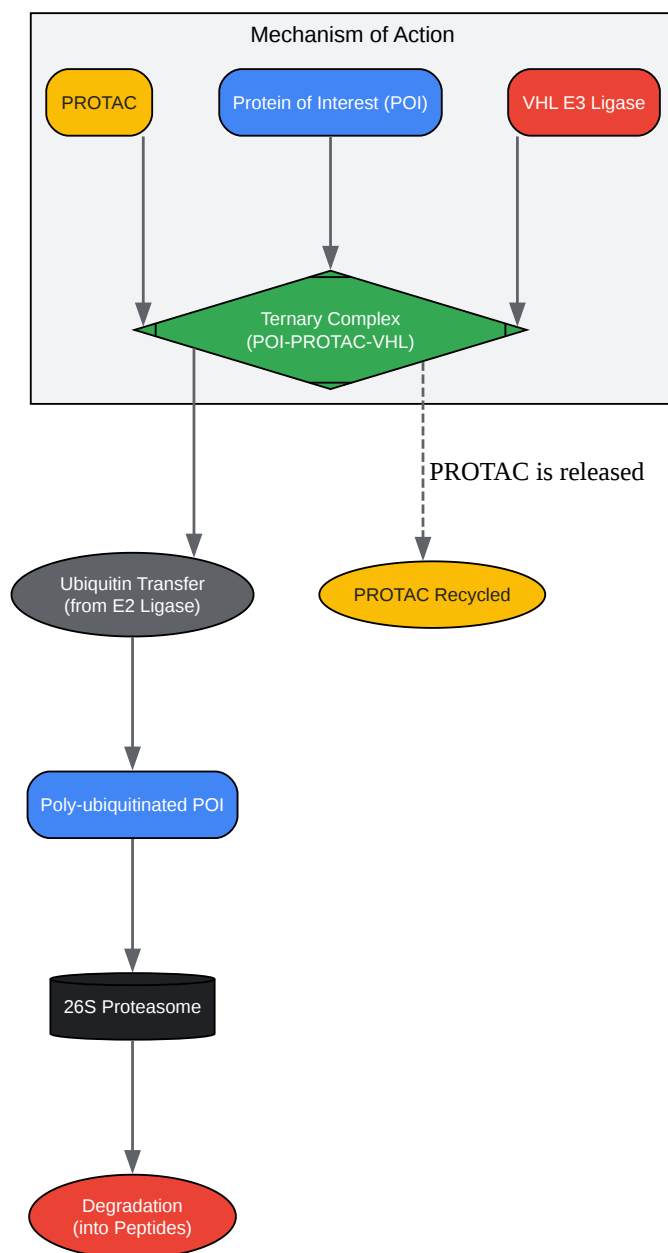 Mechanism of Action
PROTAC
Protein of Interest (POI)
VHL E3 Ligase
Ternary Complex
(POI-PROTAC-VHL)
PROTAC is released
Ubiquitin Transfer
(from E2 Ligase)
PROTAC Recycled
Poly-ubiquitinated POI
26S Proteasome
Degradation
(into Peptides)